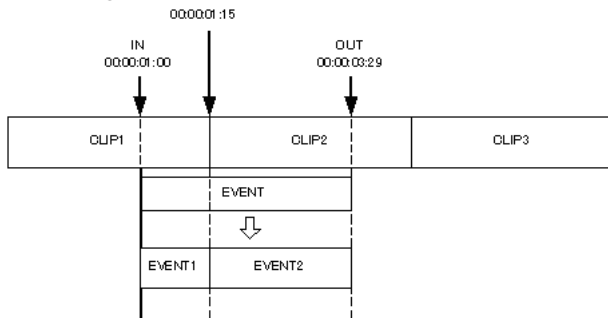 00:00:01:15
IN
00:00:01:00
OUT
00:00:03:29
CLIP1
CLIP2
CLIP3
EVENT
EVENT1
EVENT2